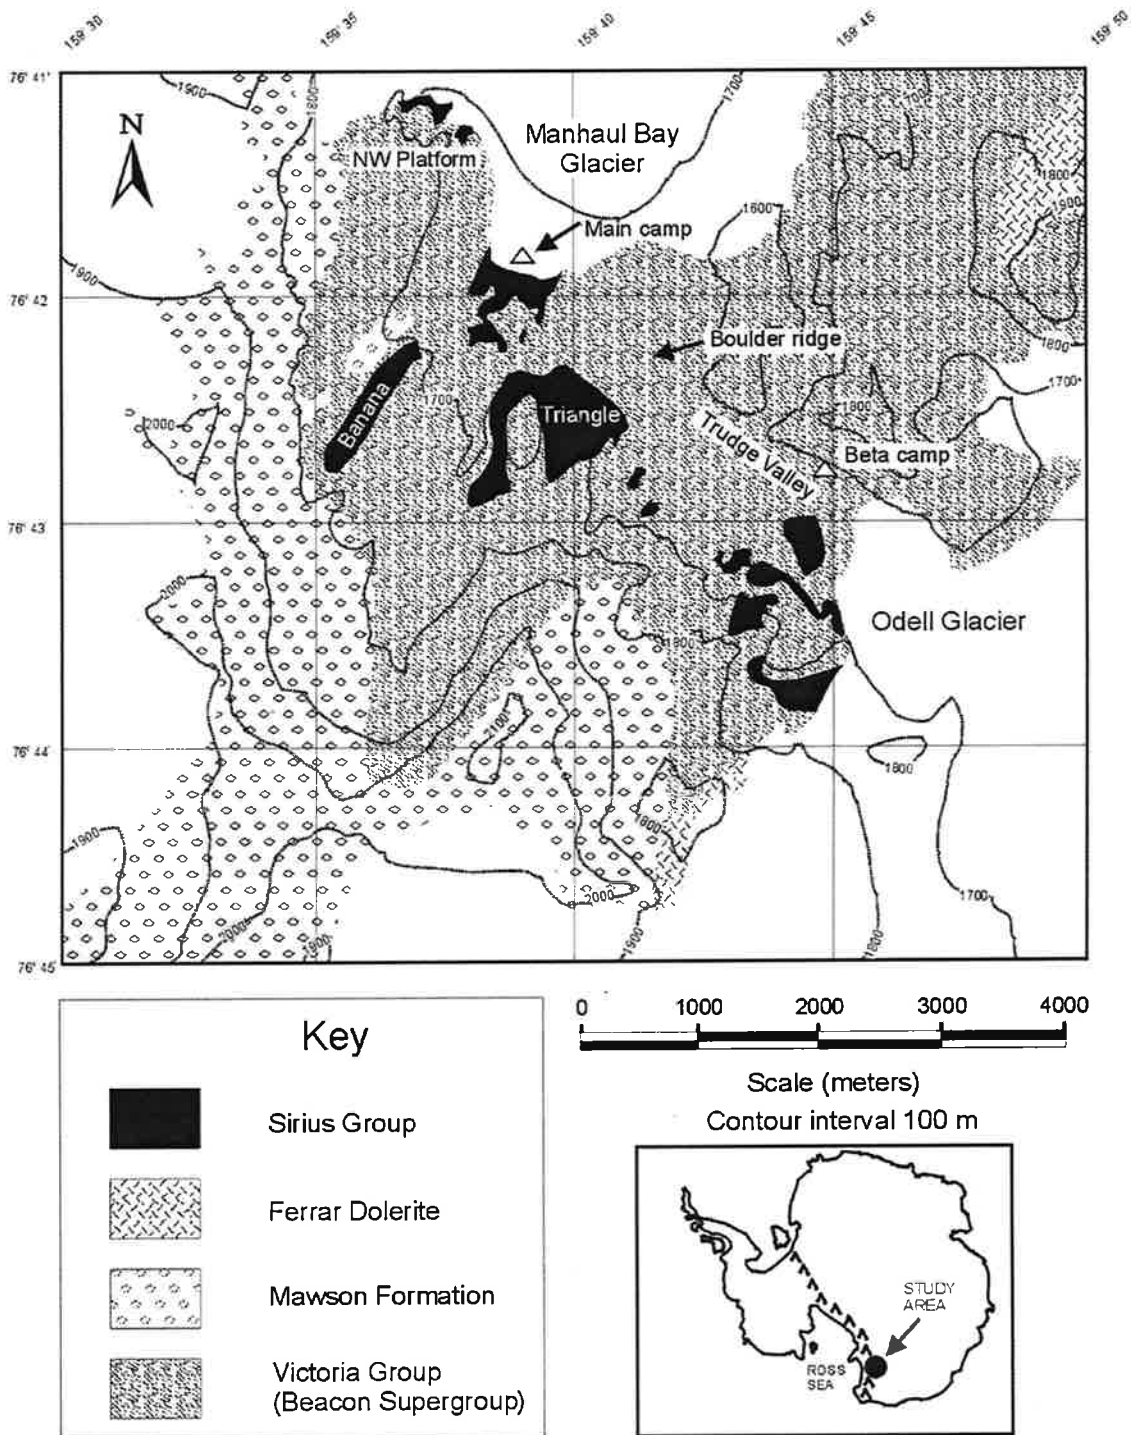 159° 30
159° 35
159° 40
159° 45
159° 50
76° 41'
1900
1800
1700
700
N
Manhaul Bay
Glacier
NW Platform
1800
1900
1600
Main camp
1900
76° 42
Boulder ridge
1800
1700
2000
Banana
1700
Triangle
1800
Trudge Valley
Beta camp
76° 43
2000
1800
Odell Glacier
2100
76° 44
1800
1800
1900
2000
1700
2000
1900
1900
1800
76° 45
Key
Sirius Group
Ferrar Dolerite
Mawson Formation
Victoria Group
(Beacon Supergroup)
0 1000 2000 3000 4000
Scale (meters)
Contour interval 100 m
STUDY
AREA
ROSS
SEA